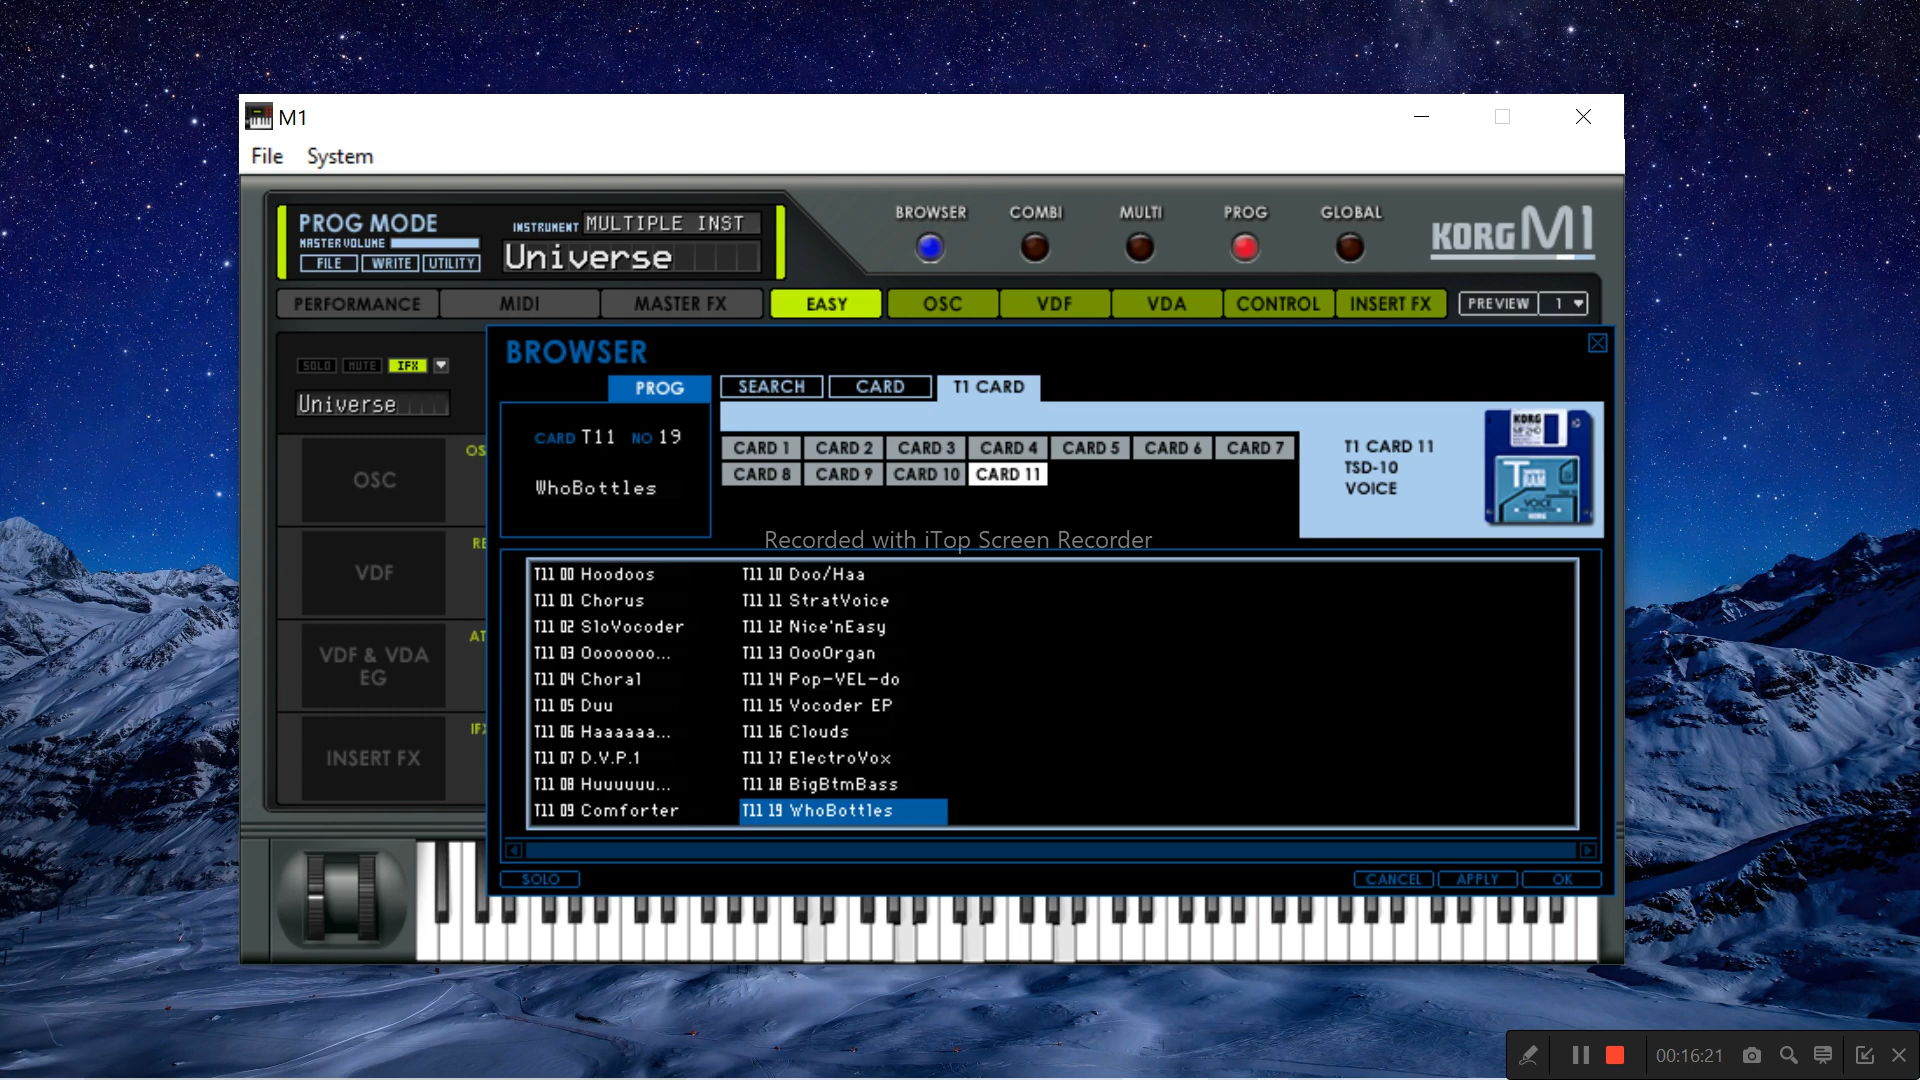 M1
File System
PROG MODE
MASTER VOLUME
FILE WRITE UTILITY
INSTRUMENT MULTIPLE INST
Universe
BROWSER COMBI MULTI PROG GLOBAL
KORG M1
PERFORMANCE MIDI MASTER FX EASY OSC VDF VDA CONTROL INSERT FX PREVIEW 1
SOLO MUTE IFX
Universe
OSC
OS
VDF
RE
VDF & VDA
EG
AT
INSERT FX
IF
BROWSER
PROG SEARCH CARD T1 CARD
CARD T11 NO 19
WhoBottles
CARD 1 CARD 2 CARD 3 CARD 4 CARD 5 CARD 6 CARD 7
CARD 8 CARD 9 CARD 10 CARD 11
T1 CARD 11
TSD-10
VOICE
KORG
MF2HD
VOICE
KORG
Recorded with iTop Screen Recorder
T11 00 Hoodoos
T11 01 Chorus
T11 02 SloVocoder
T11 03 Ooooooo...
T11 04 Choral
T11 05 Duu
T11 06 Haaaaaa...
T11 07 D.V.P.1
T11 08 Huuuuuu...
T11 09 Comforter
T11 10 Doo/Haa
T11 11 StratVoice
T11 12 Nice'nEasy
T11 13 OooOrgan
T11 14 Pop-VEL-do
T11 15 Vocoder EP
T11 16 Clouds
T11 17 ElectroVox
T11 18 BigBtmBass
T11 19 WhoBottles
SOLO CANCEL APPLY OK
00:16:21